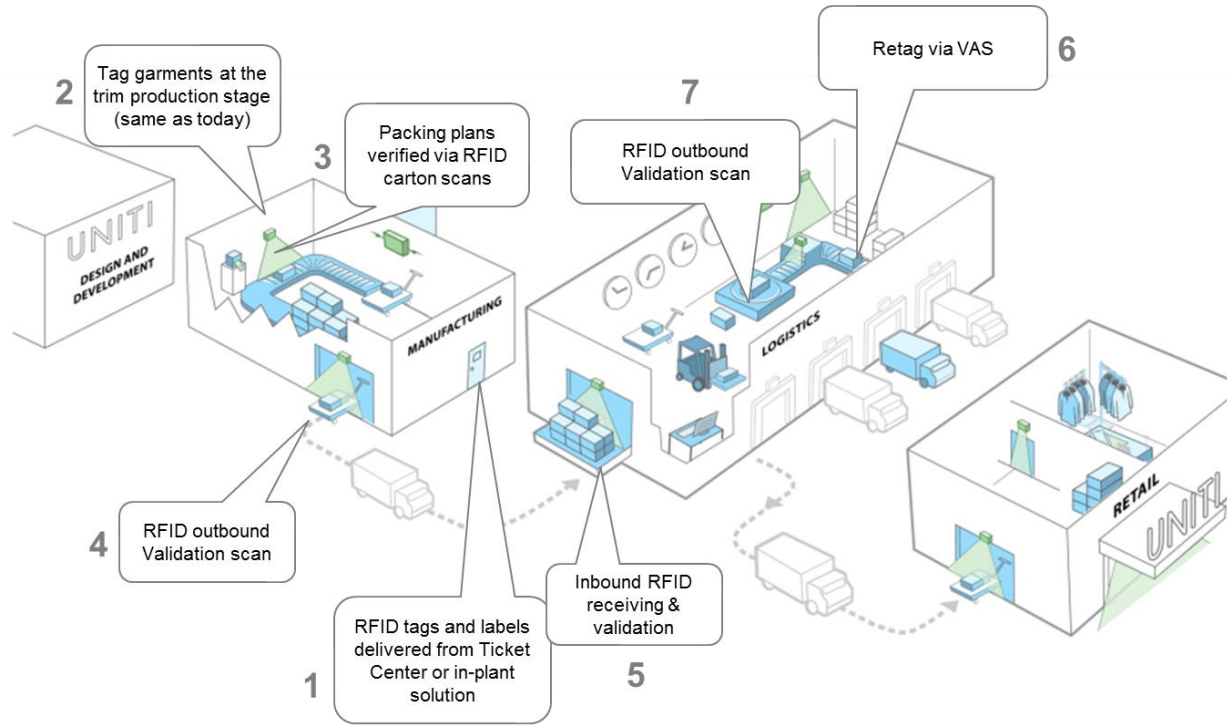 2
Tag garments at the
trim production stage
(same as today)
3
Packing plans
verified via RFID
carton scans
7
RFID outbound
Validation scan
Retag via VAS
6
UNITI
DESIGN AND
DEVELOPMENT
MANUFACTURING
LOGISTICS
RETAIL
UNITI
4
RFID outbound
Validation scan
1
RFID tags and labels
delivered from Ticket
Center or in-plant
solution
Inbound RFID
receiving &
validation
5